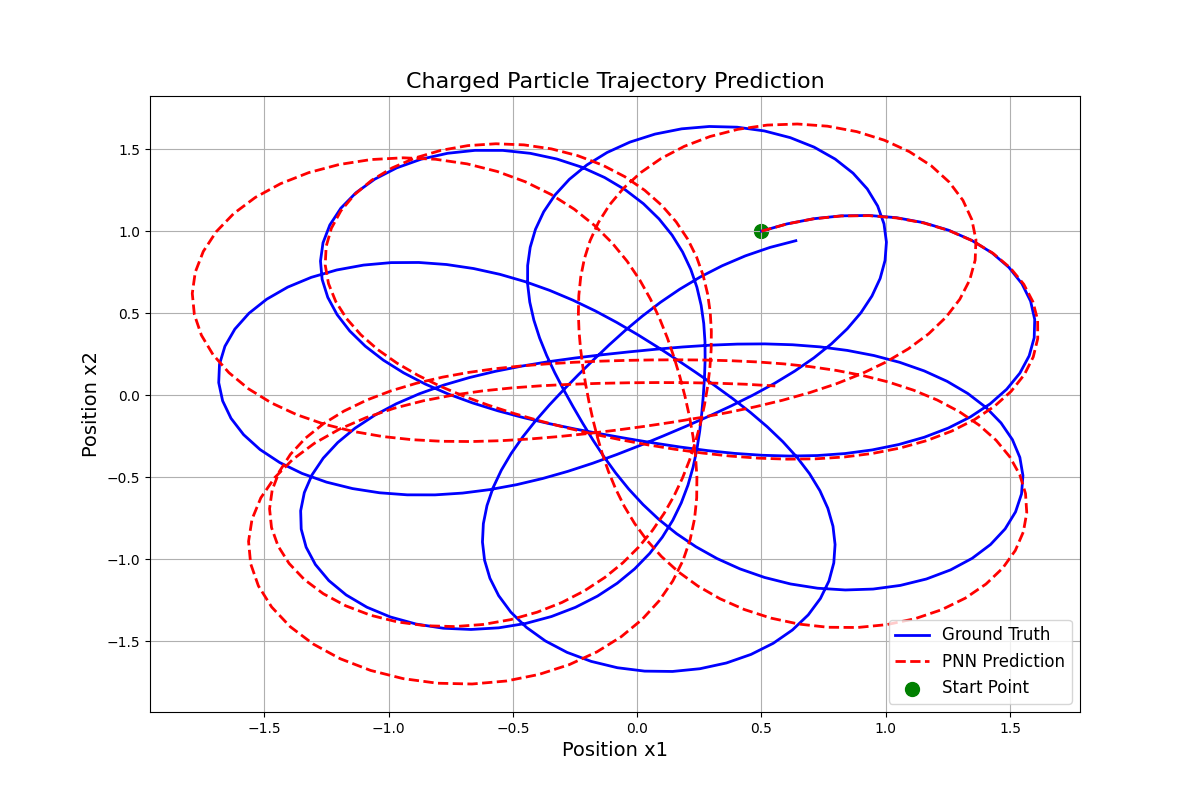 Charged Particle Trajectory Prediction
Position x2
1.5
1.0
0.5
0.0
−0.5
−1.0
−1.5
−1.5
−1.0
−0.5
0.0
0.5
1.0
1.5
Position x1
Ground Truth
PNN Prediction
Start Point